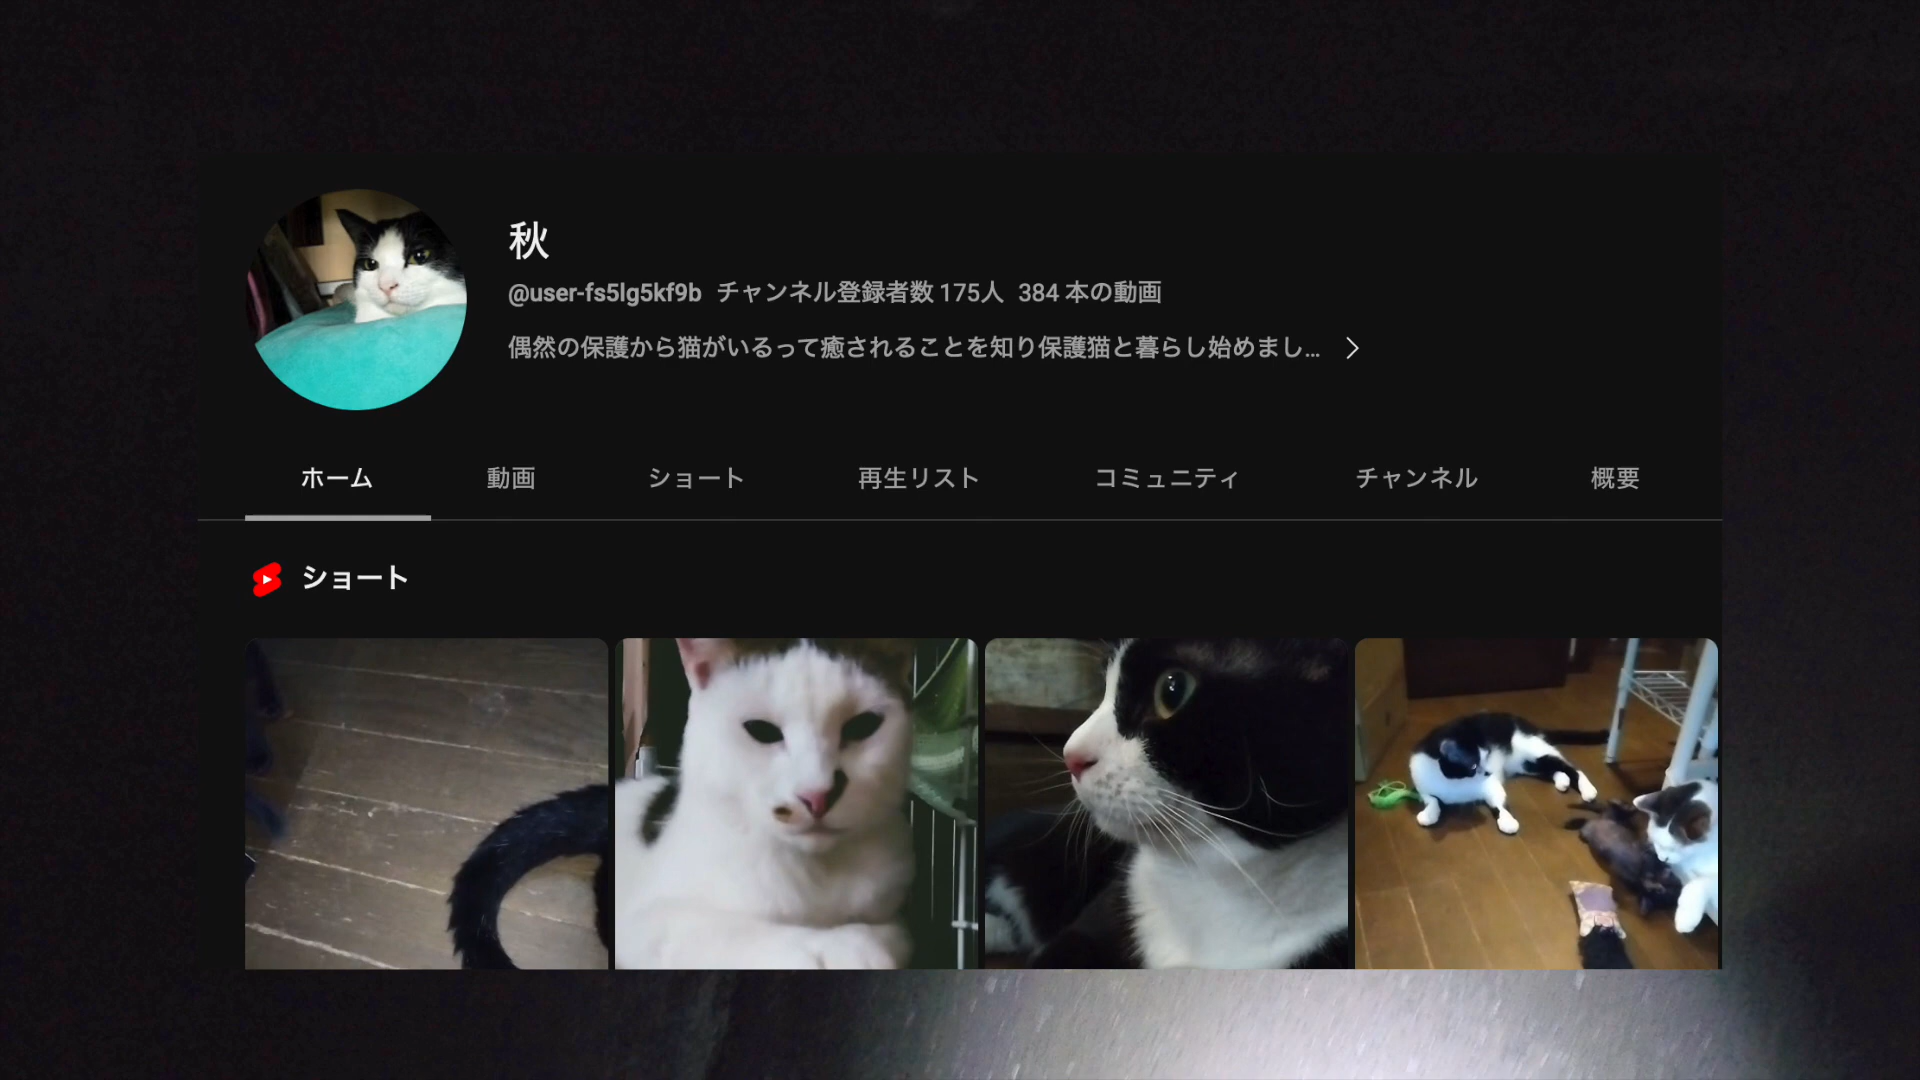 秋
@user-fs5lg5kf9b チャンネル登録者数 175人 384 本の動画
偶然の保護から猫がいるって癒されることを知り保護猫と暮らし始めまし...
ホーム 動画 ショート 再生リスト コミュニティ チャンネル 概要
ショート